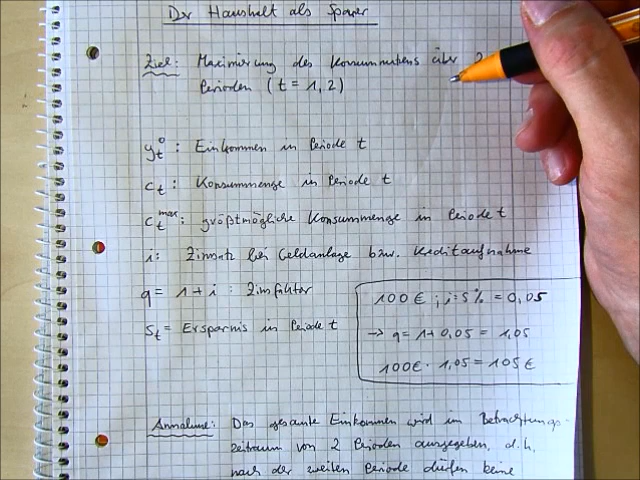 Der Haushalt als Sparer
Ziel: Maximierung des Konsumnutzens über 2
Perioden (t = 1, 2)
y_t^0 : Einkommen in Periode t
c_t : Konsummenge in Periode t
c_t^max : größtmögliche Konsummenge in Periode t
i : Zinssatz bei Geldanlage bzw. Kreditaufnahme
q = 1 + i : Zinsfaktor
100 € ; i = 5 % = 0,05
S_t = Ersparnis in Periode t
→ q = 1 + 0,05 = 1,05
100 € · 1,05 = 105 €
Annahme: Das gesamte Einkommen wird im Betrachtungs-
zeitraum von 2 Perioden ausgegeben, d.h.
nach der zweiten Periode dürfen keine